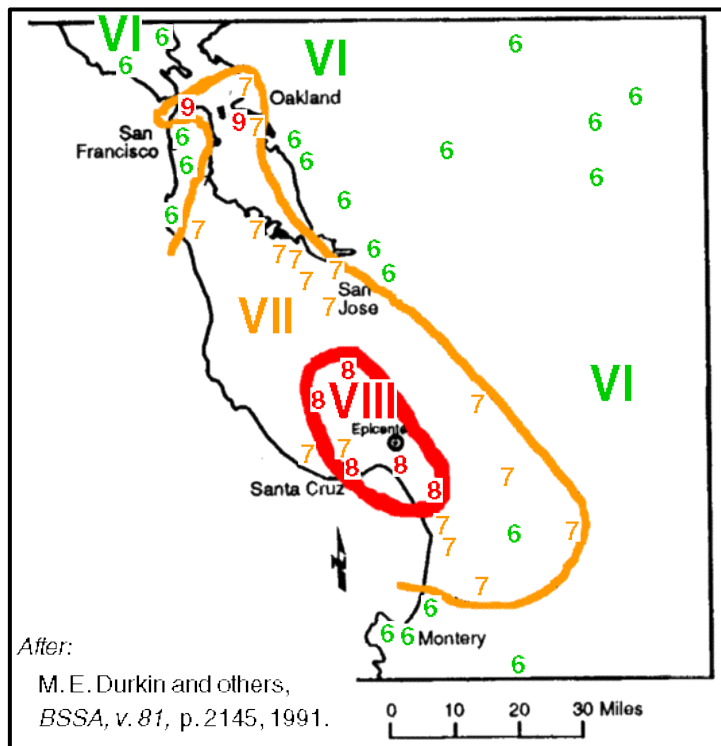 VI
6
6
VI
6
7
Oakland
6
9
9
7
6
San
Francisco
6
6
6
6
6
6
6
6
7
7
6
7
7
7
6
7
San
Jose
7
VII
VI
8
8
VIII
7
Epicente
7
7
8
8
7
Santa Cruz
8
7
7
6
7
7
N
6
6
6
Montery
6
After:
M. E. Durkin and others,
BSSA, v. 81, p. 2145, 1991.
0
10
20
30 Miles